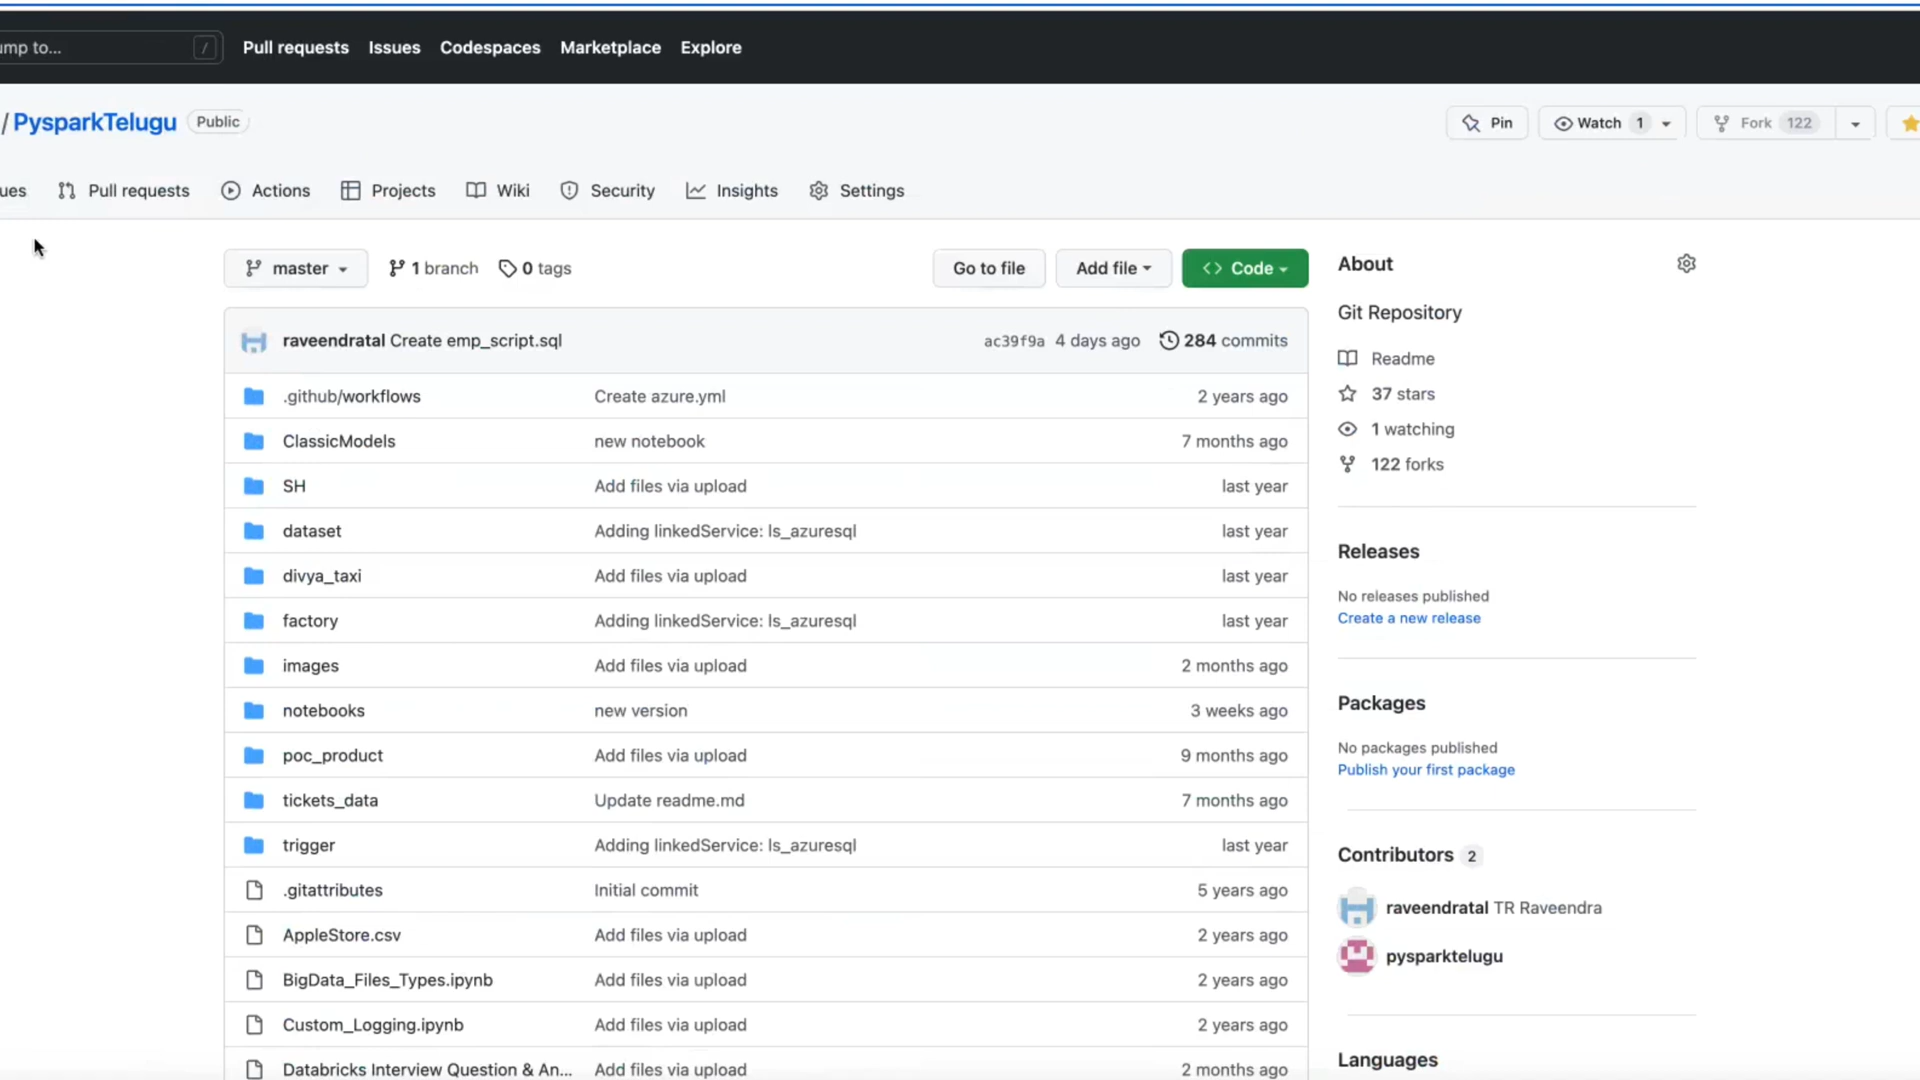 ump to... /
Pull requests Issues Codespaces Marketplace Explore
/ PysparkTelugu Public
Pin Watch 1 Fork 122
ues Pull requests Actions Projects Wiki Security Insights Settings
master 1 branch 0 tags Go to file Add file Code
raveendratal Create emp_script.sql ac39f9a 4 days ago 284 commits
.github/workflows Create azure.yml 2 years ago
ClassicModels new notebook 7 months ago
SH Add files via upload last year
dataset Adding linkedService: ls_azuresql last year
divya_taxi Add files via upload last year
factory Adding linkedService: ls_azuresql last year
images Add files via upload 2 months ago
notebooks new version 3 weeks ago
poc_product Add files via upload 9 months ago
tickets_data Update readme.md 7 months ago
trigger Adding linkedService: ls_azuresql last year
.gitattributes Initial commit 5 years ago
AppleStore.csv Add files via upload 2 years ago
BigData_Files_Types.ipynb Add files via upload 2 years ago
Custom_Logging.ipynb Add files via upload 2 years ago
Databricks Interview Question & An... Add files via upload 2 months ago
About
Git Repository
Readme
37 stars
1 watching
122 forks
Releases
No releases published
Create a new release
Packages
No packages published
Publish your first package
Contributors 2
raveendratal TR Raveendra
pysparktelugu
Languages